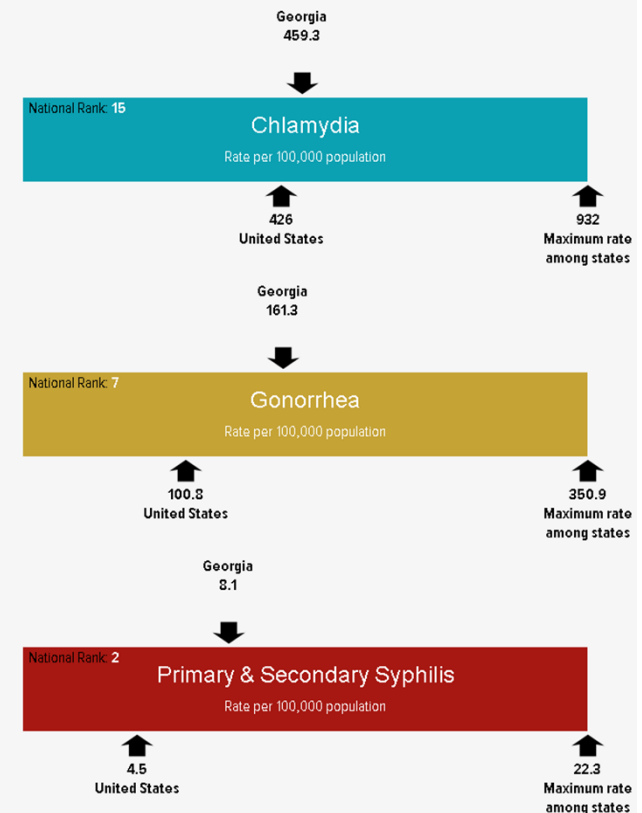 Georgia
459.3
National Rank: 15
Chlamydia
Rate per 100,000 population
426
United States
932
Maximum rate
among states
Georgia
161.3
National Rank: 7
Gonorrhea
Rate per 100,000 population
100.8
United States
350.9
Maximum rate
among states
Georgia
8.1
National Rank: 2
Primary & Secondary Syphilis
Rate per 100,000 population
4.5
United States
22.3
Maximum rate
among states